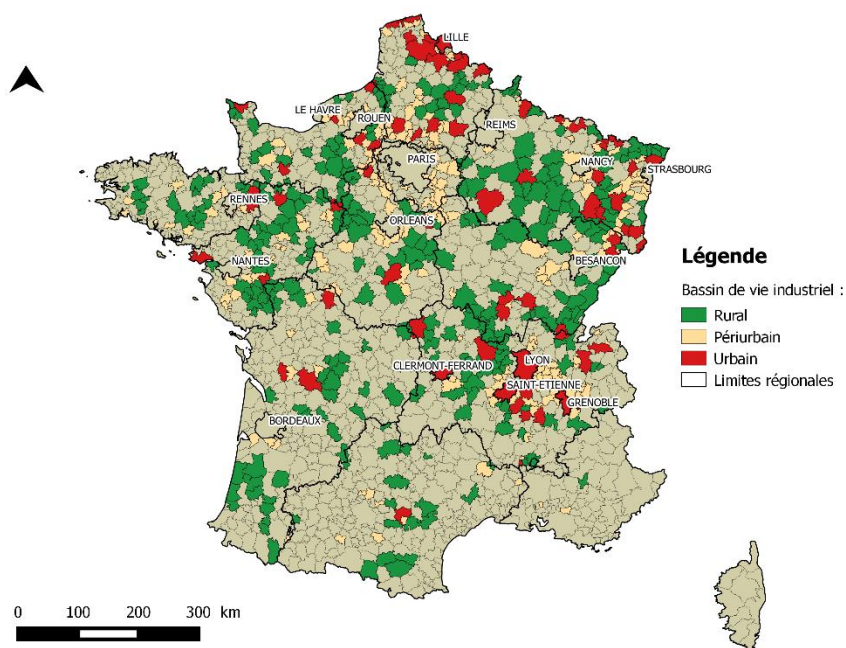 LILLE
LE HAVRE
ROUEN
REIMS
PARIS
NANCY
STRASBOURG
RENNES
ORLEANS
NANTES
BESANCON
Légende
Bassin de vie industriel :
Rural
Périurbain
Urbain
Limites régionales
CLERMONT-FERRAND
LYON
SAINT-ETIENNE
GRENOBLE
BORDEAUX
0 100 200 300 km